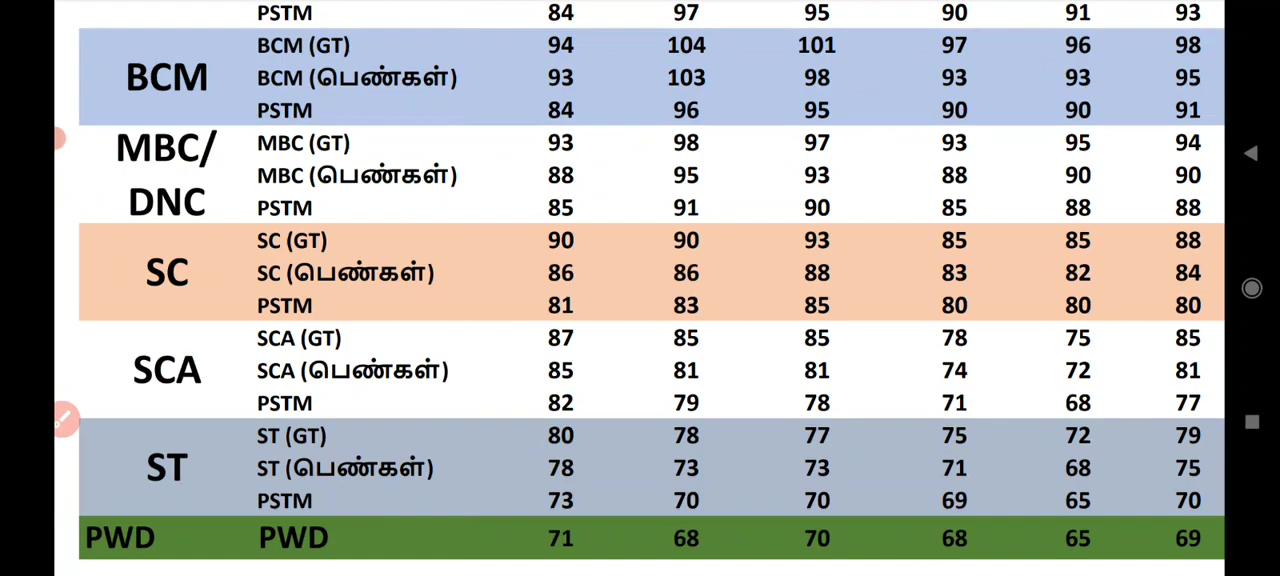 PSTM 84 97 95 90 91 93
BCM (GT) 94 104 101 97 96 98
BCM BCM (பெண்கள்) 93 103 98 93 93 95
PSTM 84 96 95 90 90 91
MBC/ MBC (GT) 93 98 97 93 95 94
MBC (பெண்கள்) 88 95 93 88 90 90
DNC PSTM 85 91 90 85 88 88
SC (GT) 90 90 93 85 85 88
SC SC (பெண்கள்) 86 86 88 83 82 84
PSTM 81 83 85 80 80 80
SCA (GT) 87 85 85 78 75 85
SCA SCA (பெண்கள்) 85 81 81 74 72 81
PSTM 82 79 78 71 68 77
ST (GT) 80 78 77 75 72 79
ST ST (பெண்கள்) 78 73 73 71 68 75
PSTM 73 70 70 69 65 70
PWD PWD 71 68 70 68 65 69